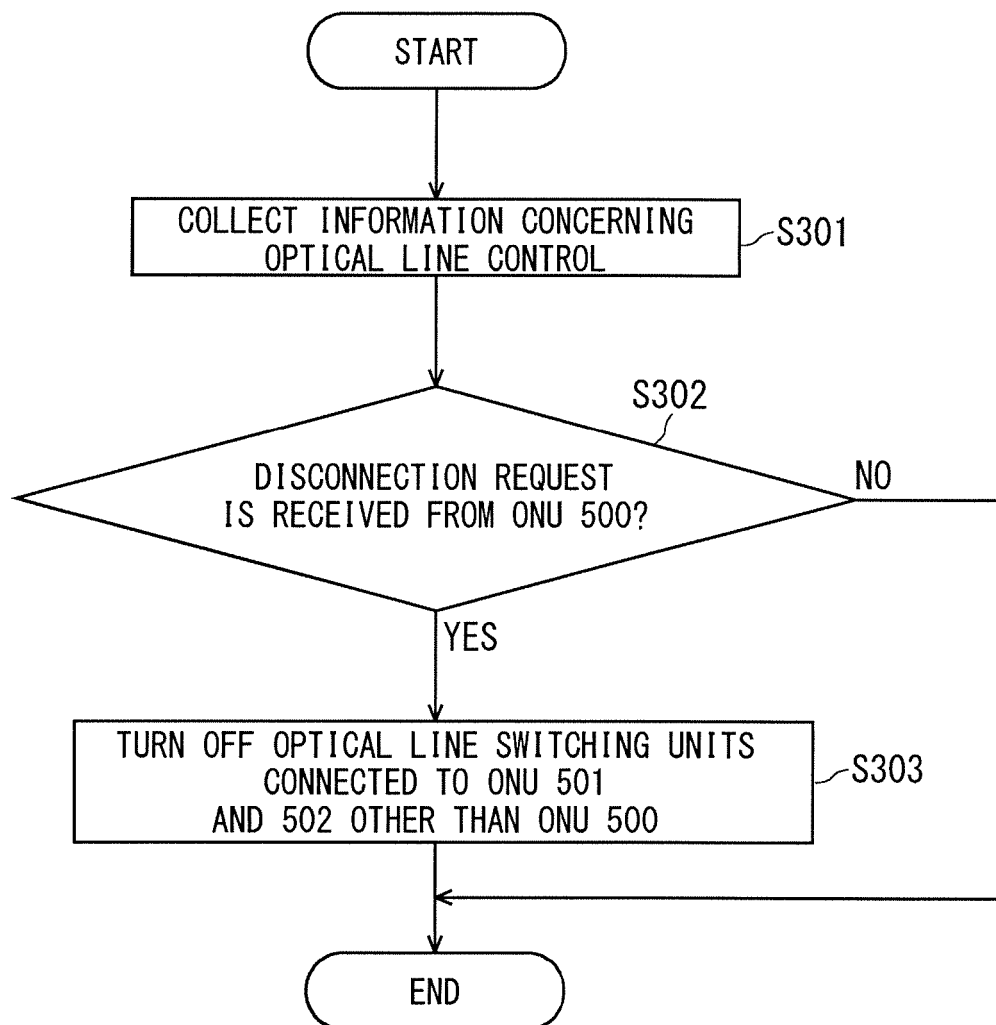 START
COLLECT INFORMATION CONCERNING
OPTICAL LINE CONTROL
S301
S302
DISCONNECTION REQUEST
IS RECEIVED FROM ONU 500?
NO
YES
TURN OFF OPTICAL LINE SWITCHING UNITS
CONNECTED TO ONU 501
AND 502 OTHER THAN ONU 500
S303
END